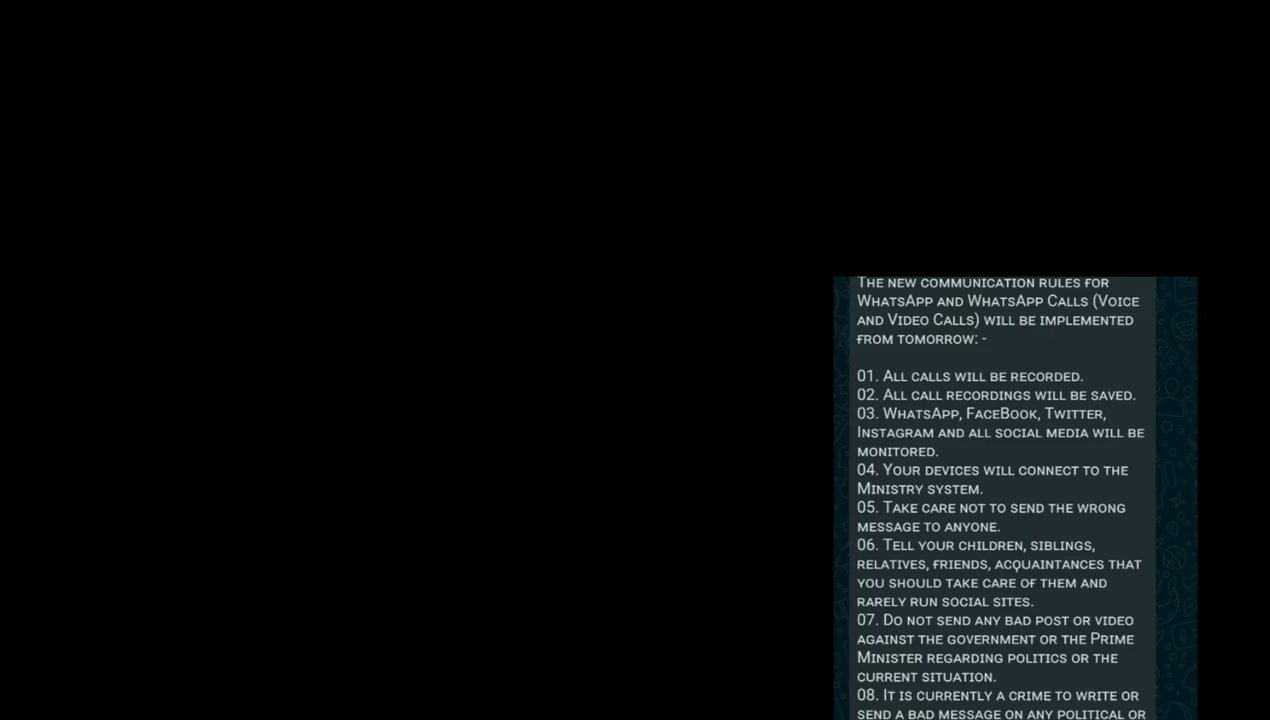 The new communication rules for
WhatsApp and WhatsApp Calls (Voice
and Video Calls) will be implemented
from tomorrow: -
01. All calls will be recorded.
02. All call recordings will be saved.
03. WhatsApp, FaceBook, Twitter,
Instagram and all social media will be
monitored.
04. Your devices will connect to the
Ministry system.
05. Take care not to send the wrong
message to anyone.
06. Tell your children, siblings,
relatives, friends, acquaintances that
you should take care of them and
rarely run social sites.
07. Do not send any bad post or video
against the government or the Prime
Minister regarding politics or the
current situation.
08. It is currently a crime to write or
send a bad message on any political or